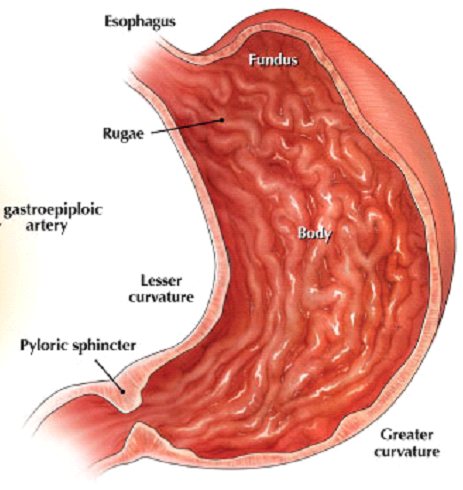 Esophagus
Fundus
Rugae
gastroepiploic
artery
Body
Lesser
curvature
Pyloric sphincter
Greater
curvature